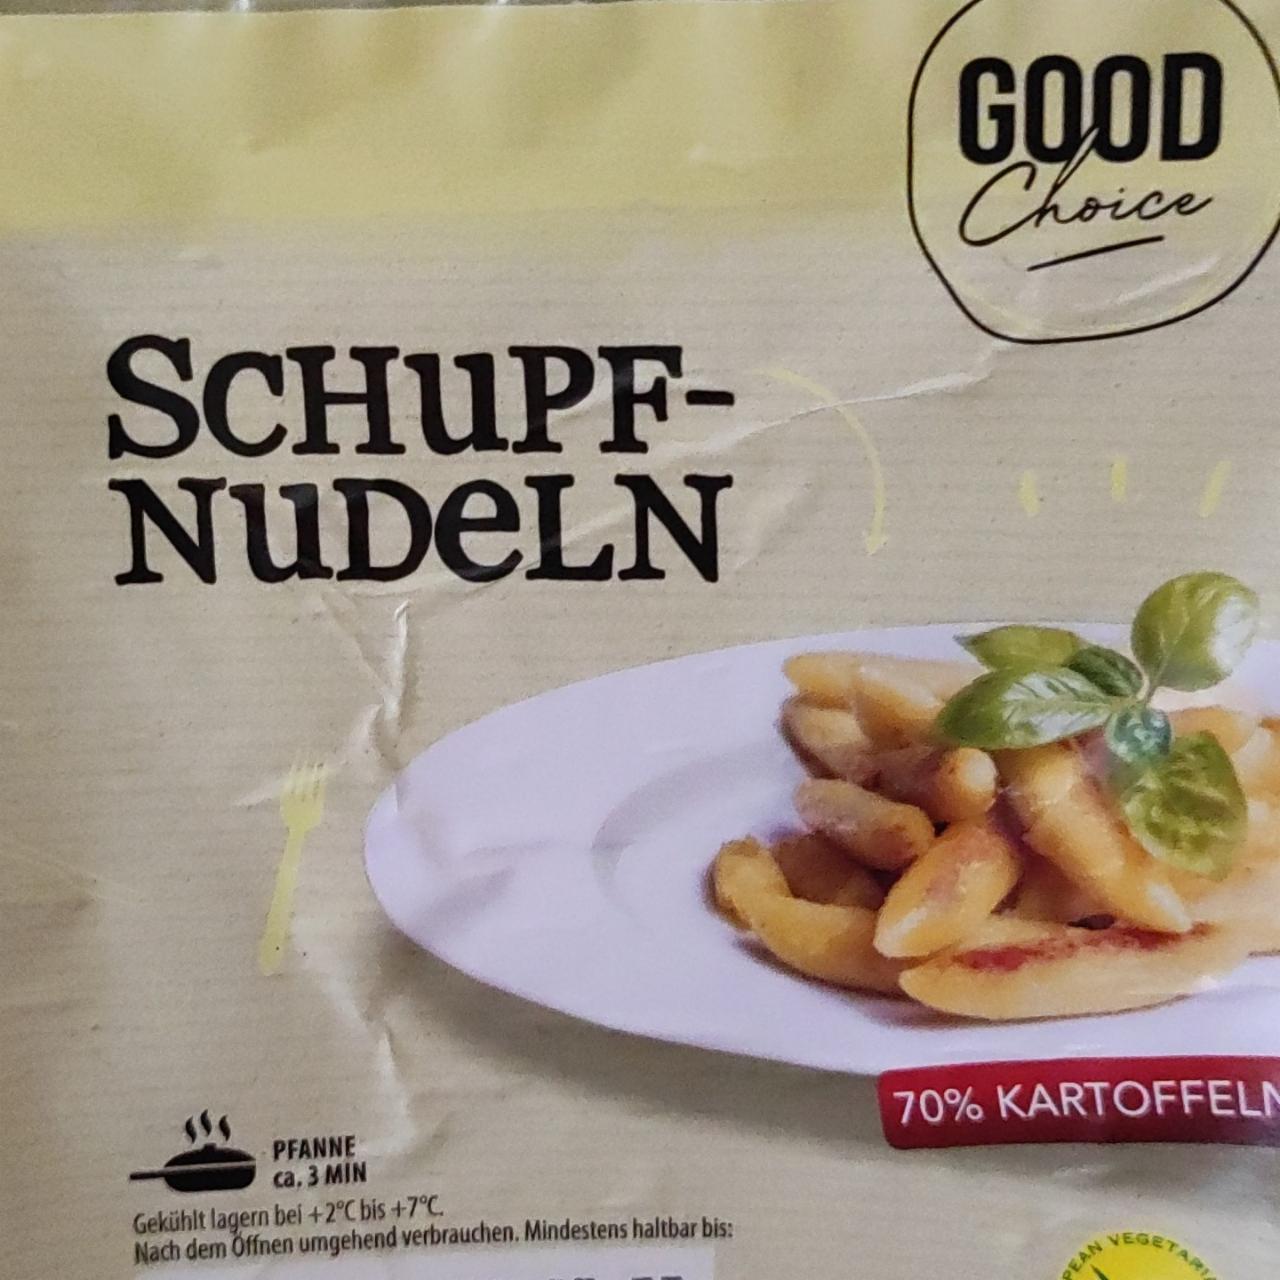 GOOD
Choice
SCHuPF-
NuDeLN
70% KARTOFFELN
PFANNE
ca. 3 MIN
Gekühlt lagern bei +2°C bis +7°C.
Nach dem Öffnen umgehend verbrauchen. Mindestens haltbar bis: